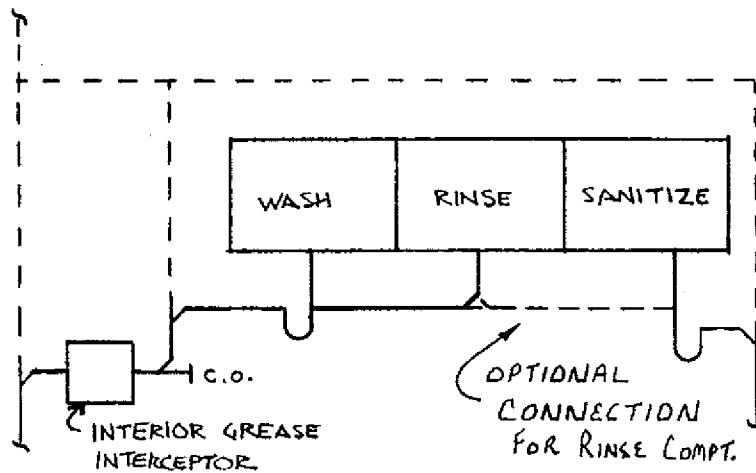 WASH
RINSE
SANITIZE
C.O.
INTERIOR GREASE
INTERCEPTOR
OPTIONAL
CONNECTION
FOR RINSE COMPT.